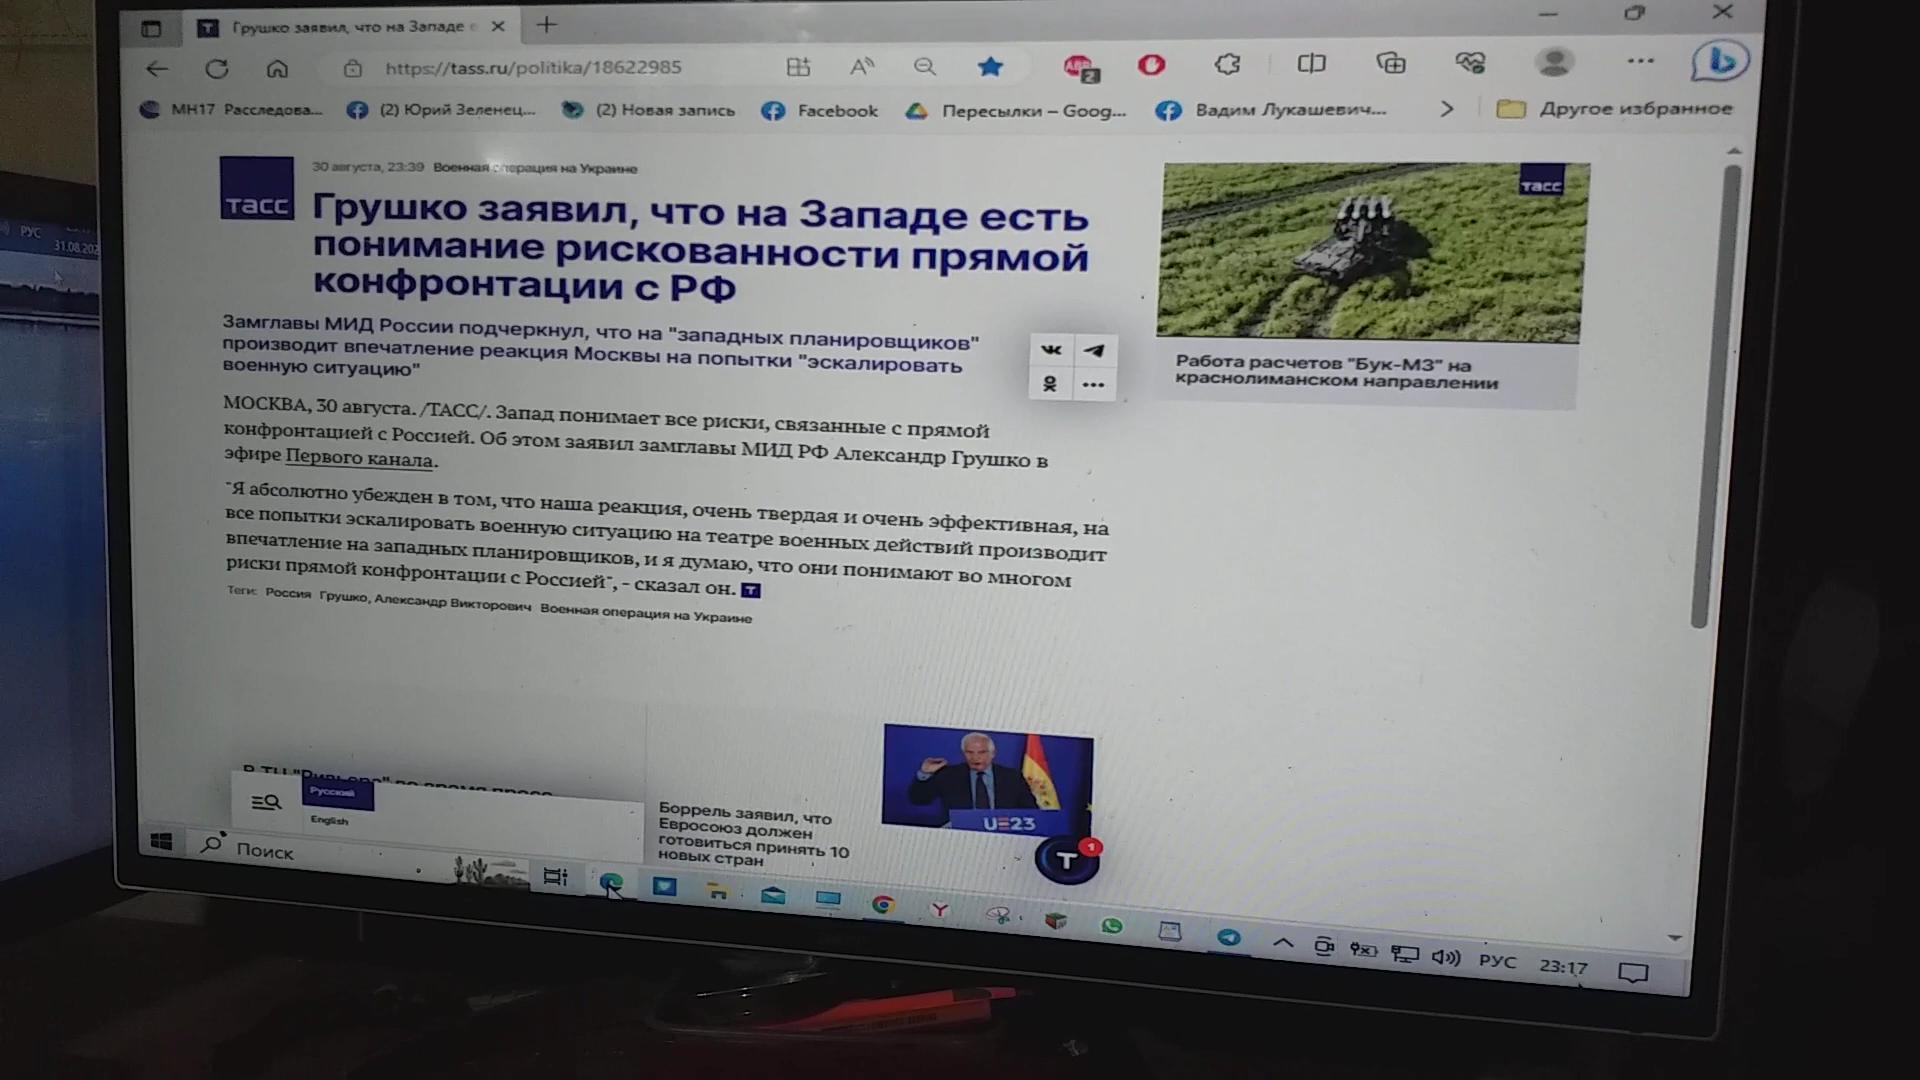 Грушко заявил, что на Западе
https://tass.ru/politika/18622985
ABP
2
МН17 Расследова...
(2) Юрий Зеленец...
(2) Новая запись
Facebook
Пересылки – Goog...
Вадим Лукашевич...
Другое избранное
РУС
тасс
30 августа, 23:39 Военная операция на Украине
Грушко заявил, что на Западе есть
понимание рискованности прямой
конфронтации с РФ
Замглавы МИД России подчеркнул, что на "западных планировщиков"
производит впечатление реакция Москвы на попытки "эскалировать
военную ситуацию"
МОСКВА, 30 августа. /ТАСС/. Запад понимает все риски, связанные с прямой
конфронтацией с Россией. Об этом заявил замглавы МИД РФ Александр Грушко в
эфире Первого канала.
"Я абсолютно убежден в том, что наша реакция, очень твердая и очень эффективная, на
все попытки эскалировать военную ситуацию на театре военных действий производит
впечатление на западных планировщиков, и я думаю, что они понимают во многом
риски прямой конфронтации с Россией", - сказал он.
Теги: Россия Грушко, Александр Викторович Военная операция на Украине
тасс
Работа расчетов "Бук-М3" на
краснолиманском направлении
Русский
English
Боррель заявил, что
Евросоюз должен
готовиться принять 10
новых стран
UE23
T
1
Поиск
РУС
23:17